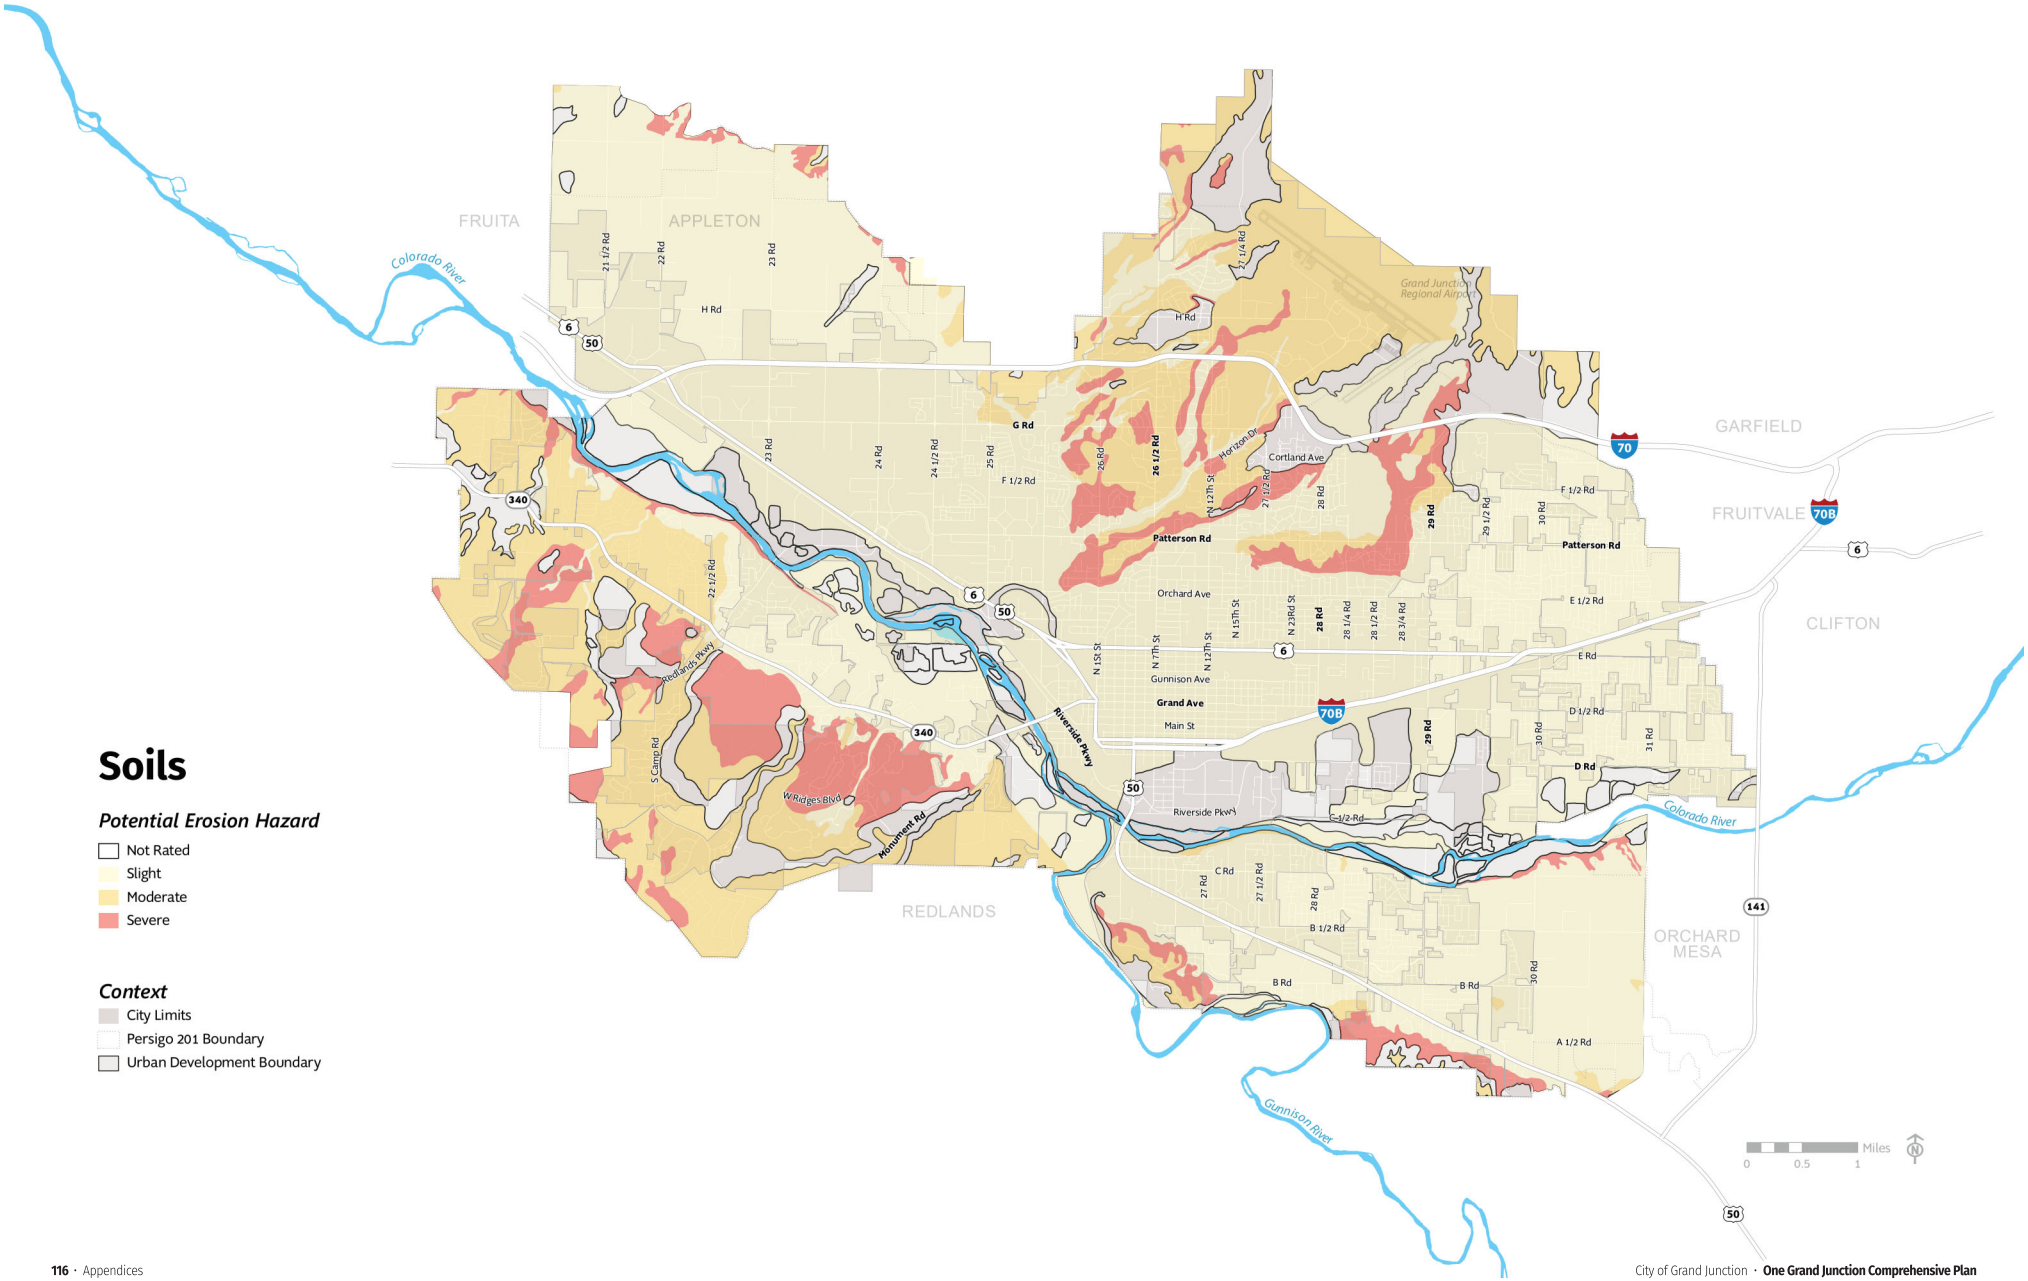 FRUITA
APPLETON
21 1/2 Rd
22 Rd
23 Rd
27 1/4 Rd
Colorado River
Grand Junction
Regional Airport
H Rd
H Rd
6
50
G Rd
GARFIELD
70
23 Rd
24 Rd
24 1/2 Rd
25 Rd
26 Rd
26 1/2 Rd
Horizon Dr
Cortland Ave
F 1/2 Rd
N 12Th St
27 1/2 Rd
28 Rd
29 Rd
29 1/2 Rd
30 Rd
F 1/2 Rd
340
FRUITVALE
70B
Patterson Rd
Patterson Rd
6
22 1/2 Rd
6
50
Orchard Ave
E 1/2 Rd
N 15Th St
N 23Rd St
28 Rd
28 1/4 Rd
28 1/2 Rd
28 3/4 Rd
CLIFTON
N 1St St
N 7Th St
N 12Th St
6
E Rd
Redlands Pkwy
Gunnison Ave
Grand Ave
70B
D 1/2 Rd
Main St
340
Riverside Pkwy
29 Rd
30 Rd
31 Rd
S Camp Rd
D Rd
50
W Ridges Blvd
Riverside Pkwy
C 1/2 Rd
Colorado River
Monument Rd
C Rd
27 Rd
27 1/2 Rd
28 Rd
REDLANDS
141
B 1/2 Rd
ORCHARD
MESA
B Rd
B Rd
30 Rd
A 1/2 Rd
Gunnison River
Soils
Potential Erosion Hazard
Not Rated
Slight
Moderate
Severe
Context
City Limits
Persigo 201 Boundary
Urban Development Boundary
Miles
N
0 0.5 1
50
116 · Appendices
City of Grand Junction · One Grand Junction Comprehensive Plan